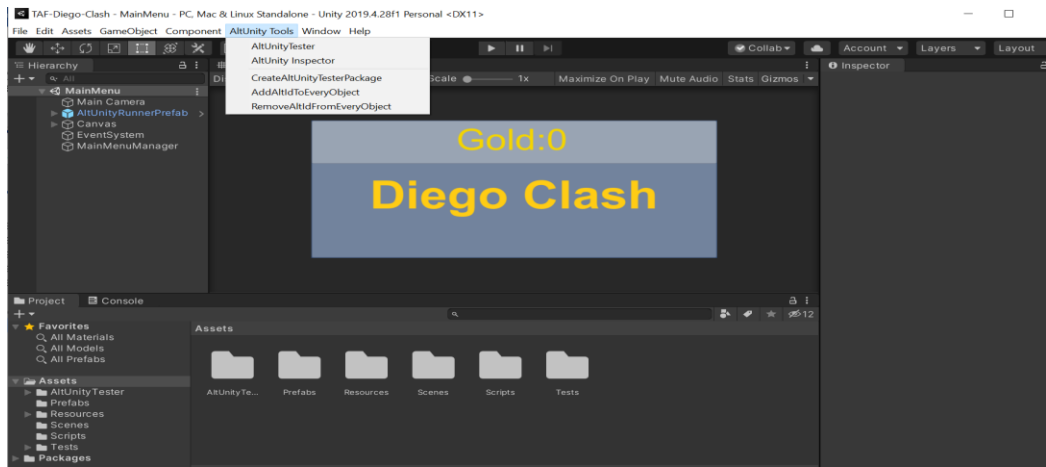 TAF-Diego-Clash - MainMenu - PC, Mac & Linux Standalone - Unity 2019.4.28f1 Personal <DX11>
File Edit Assets GameObject Component AltUnity Tools Window Help
Collab Account Layers Layout
AltUnityTester
AltUnity Inspector
CreateAltUnityTesterPackage
AddAltIdToEveryObject
RemoveAltIdFromEveryObject
Hierarchy
All
MainMenu
Main Camera
AltUnityRunnerPrefab
Canvas
EventSystem
MainMenuManager
Scale 1x Maximize On Play Mute Audio Stats Gizmos
Gold:0
Diego Clash
Inspector
Project Console
12
Favorites
All Materials
All Models
All Prefabs
Assets
AltUnityTester
Prefabs
Resources
Scenes
Scripts
Tests
Packages
Assets
AltUnityTe... Prefabs Resources Scenes Scripts Tests